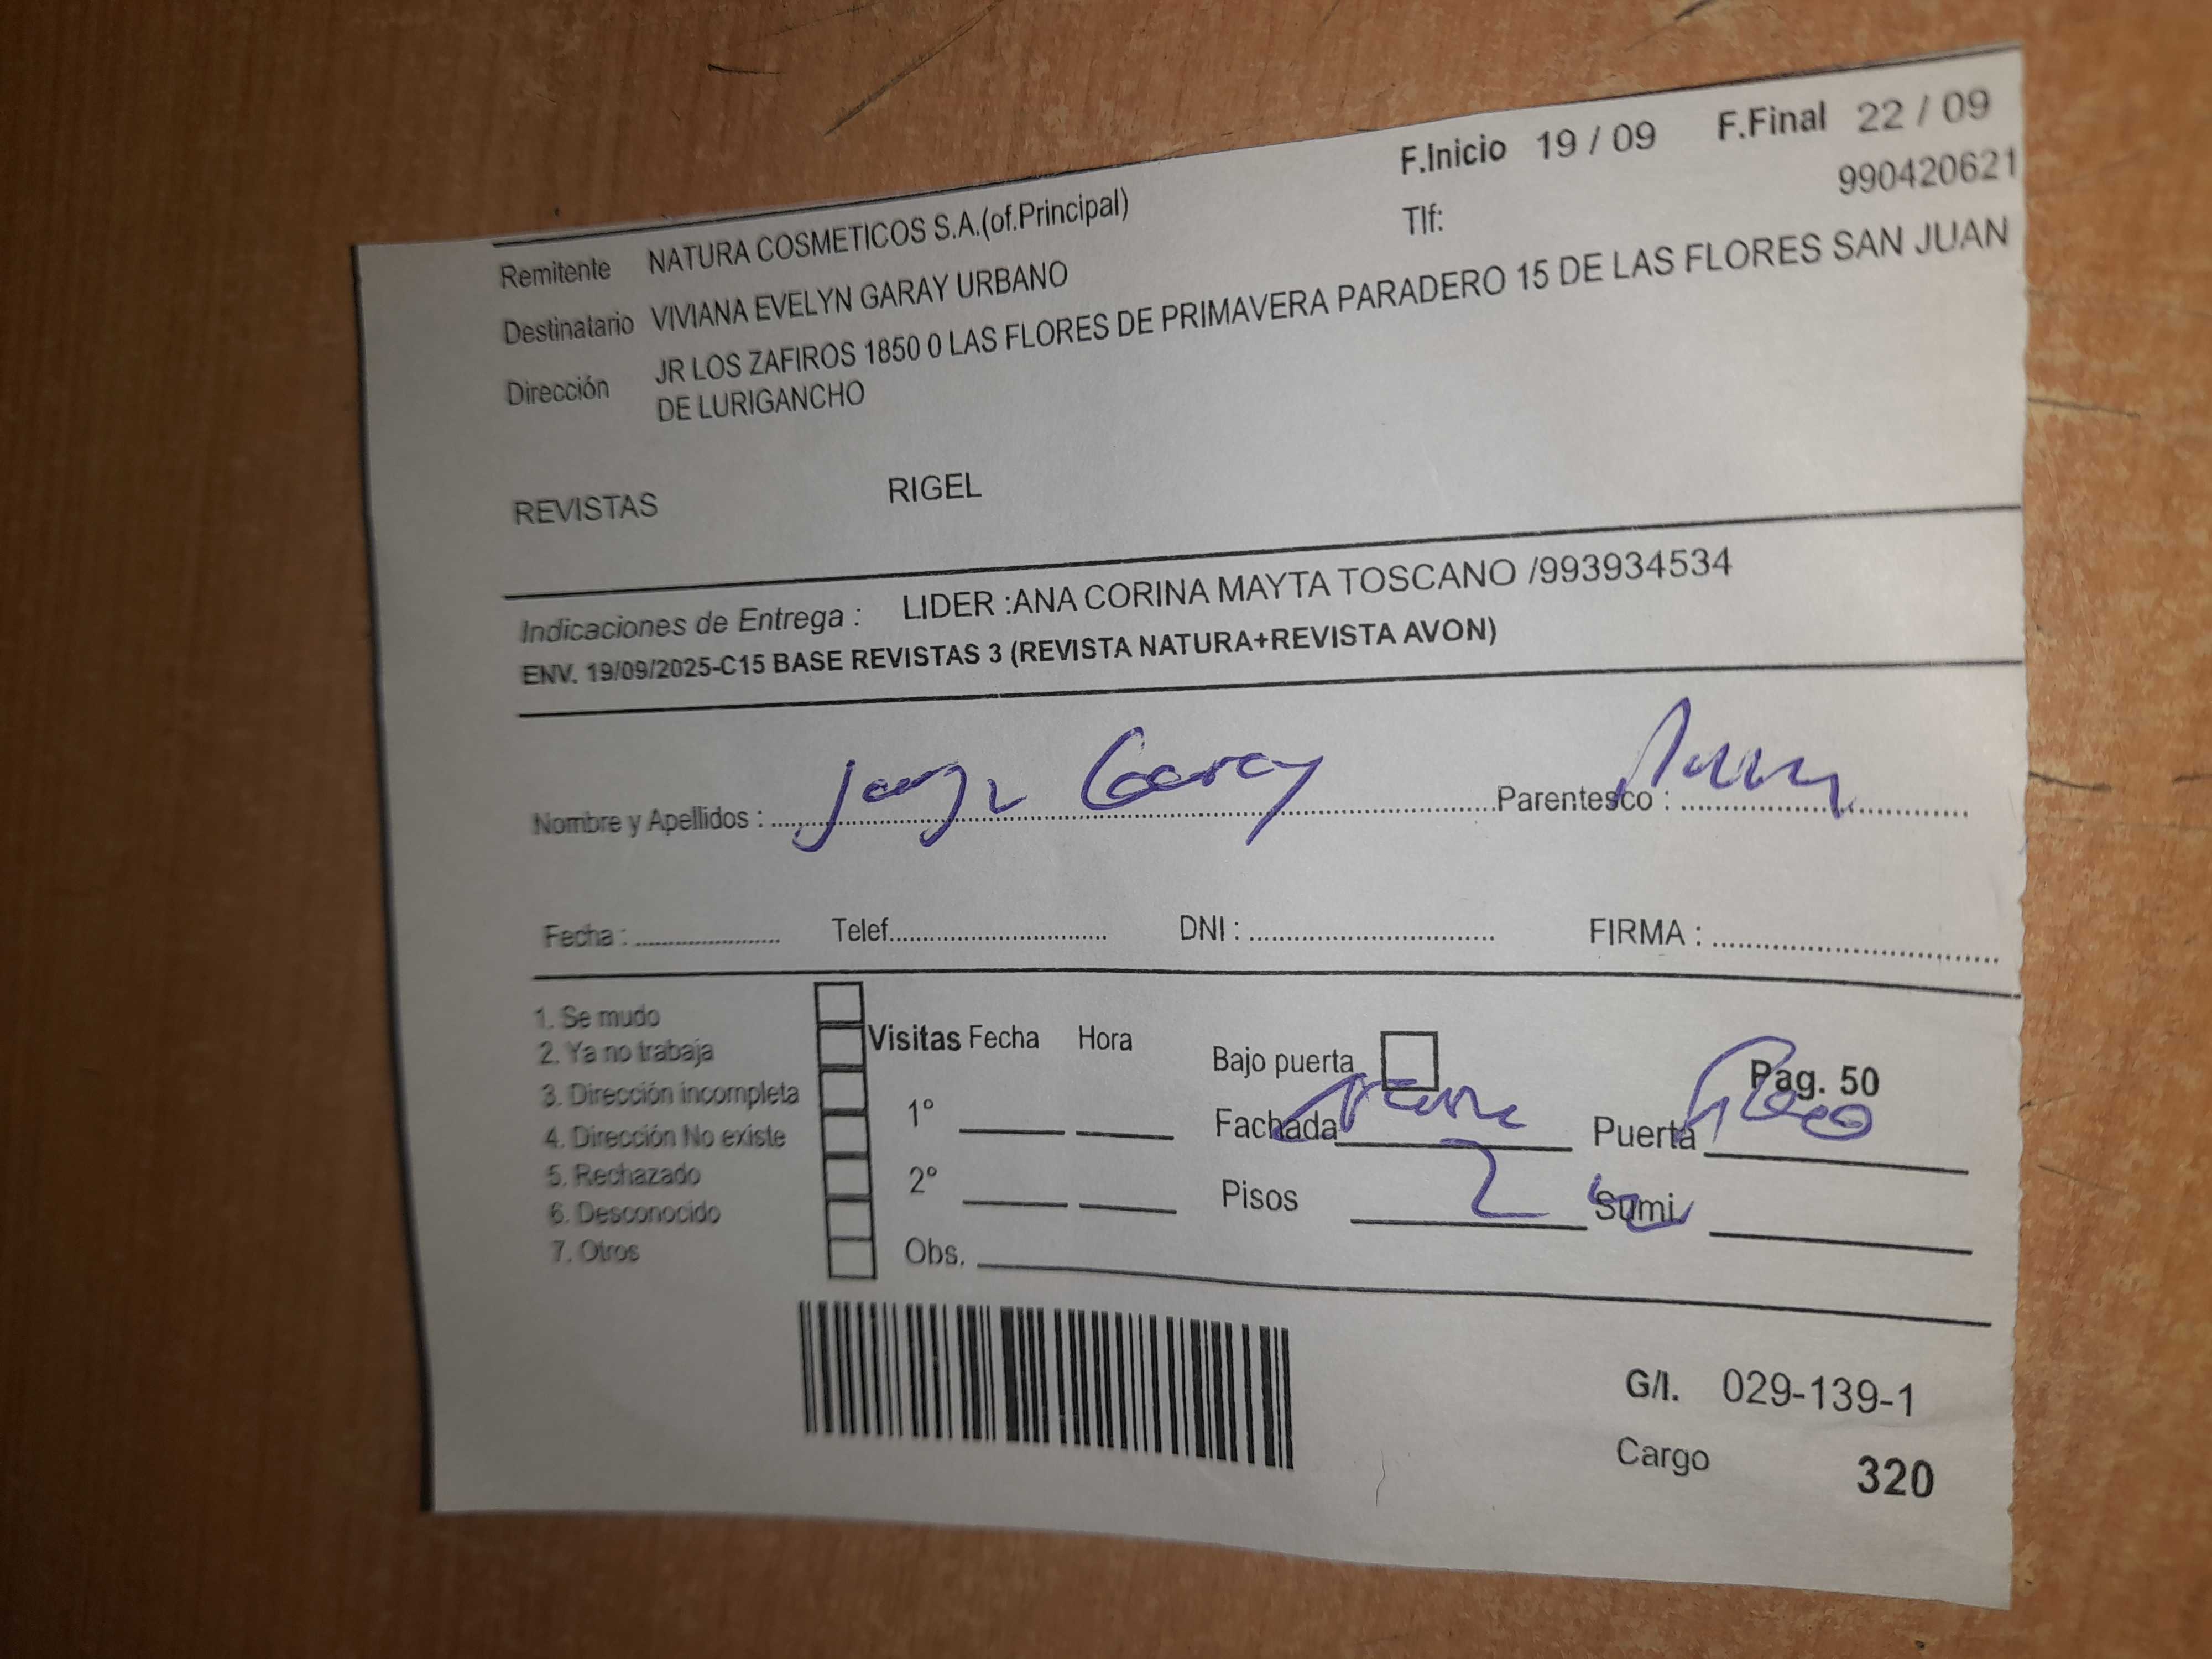 F.Inicio 19 / 09 F.Final 22 / 09
Remitente NATURA COSMETICOS S.A.(of.Principal) Tlf: 990420621
Destinatario VIVIANA EVELYN GARAY URBANO
Dirección JR LOS ZAFIROS 1850 0 LAS FLORES DE PRIMAVERA PARADERO 15 DE LAS FLORES SAN JUAN
DE LURIGANCHO
REVISTAS RIGEL
Indicaciones de Entrega : LIDER :ANA CORINA MAYTA TOSCANO /993934534
ENV. 19/09/2025-C15 BASE REVISTAS 3 (REVISTA NATURA+REVISTA AVON)
Nombre y Apellidos : Garay Parentesco :
Fecha : Telef. DNI : FIRMA :
1. Se mudo
2. Ya no trabaja
3. Dirección incompleta
4. Dirección No existe
5. Rechazado
6. Desconocido
7. Otros
Visitas Fecha Hora
1°
2°
Obs.
Bajo puerta Pag. 50
Fachada Puerta
Pisos 2 Sumi.
G/I. 029-139-1
Cargo 320